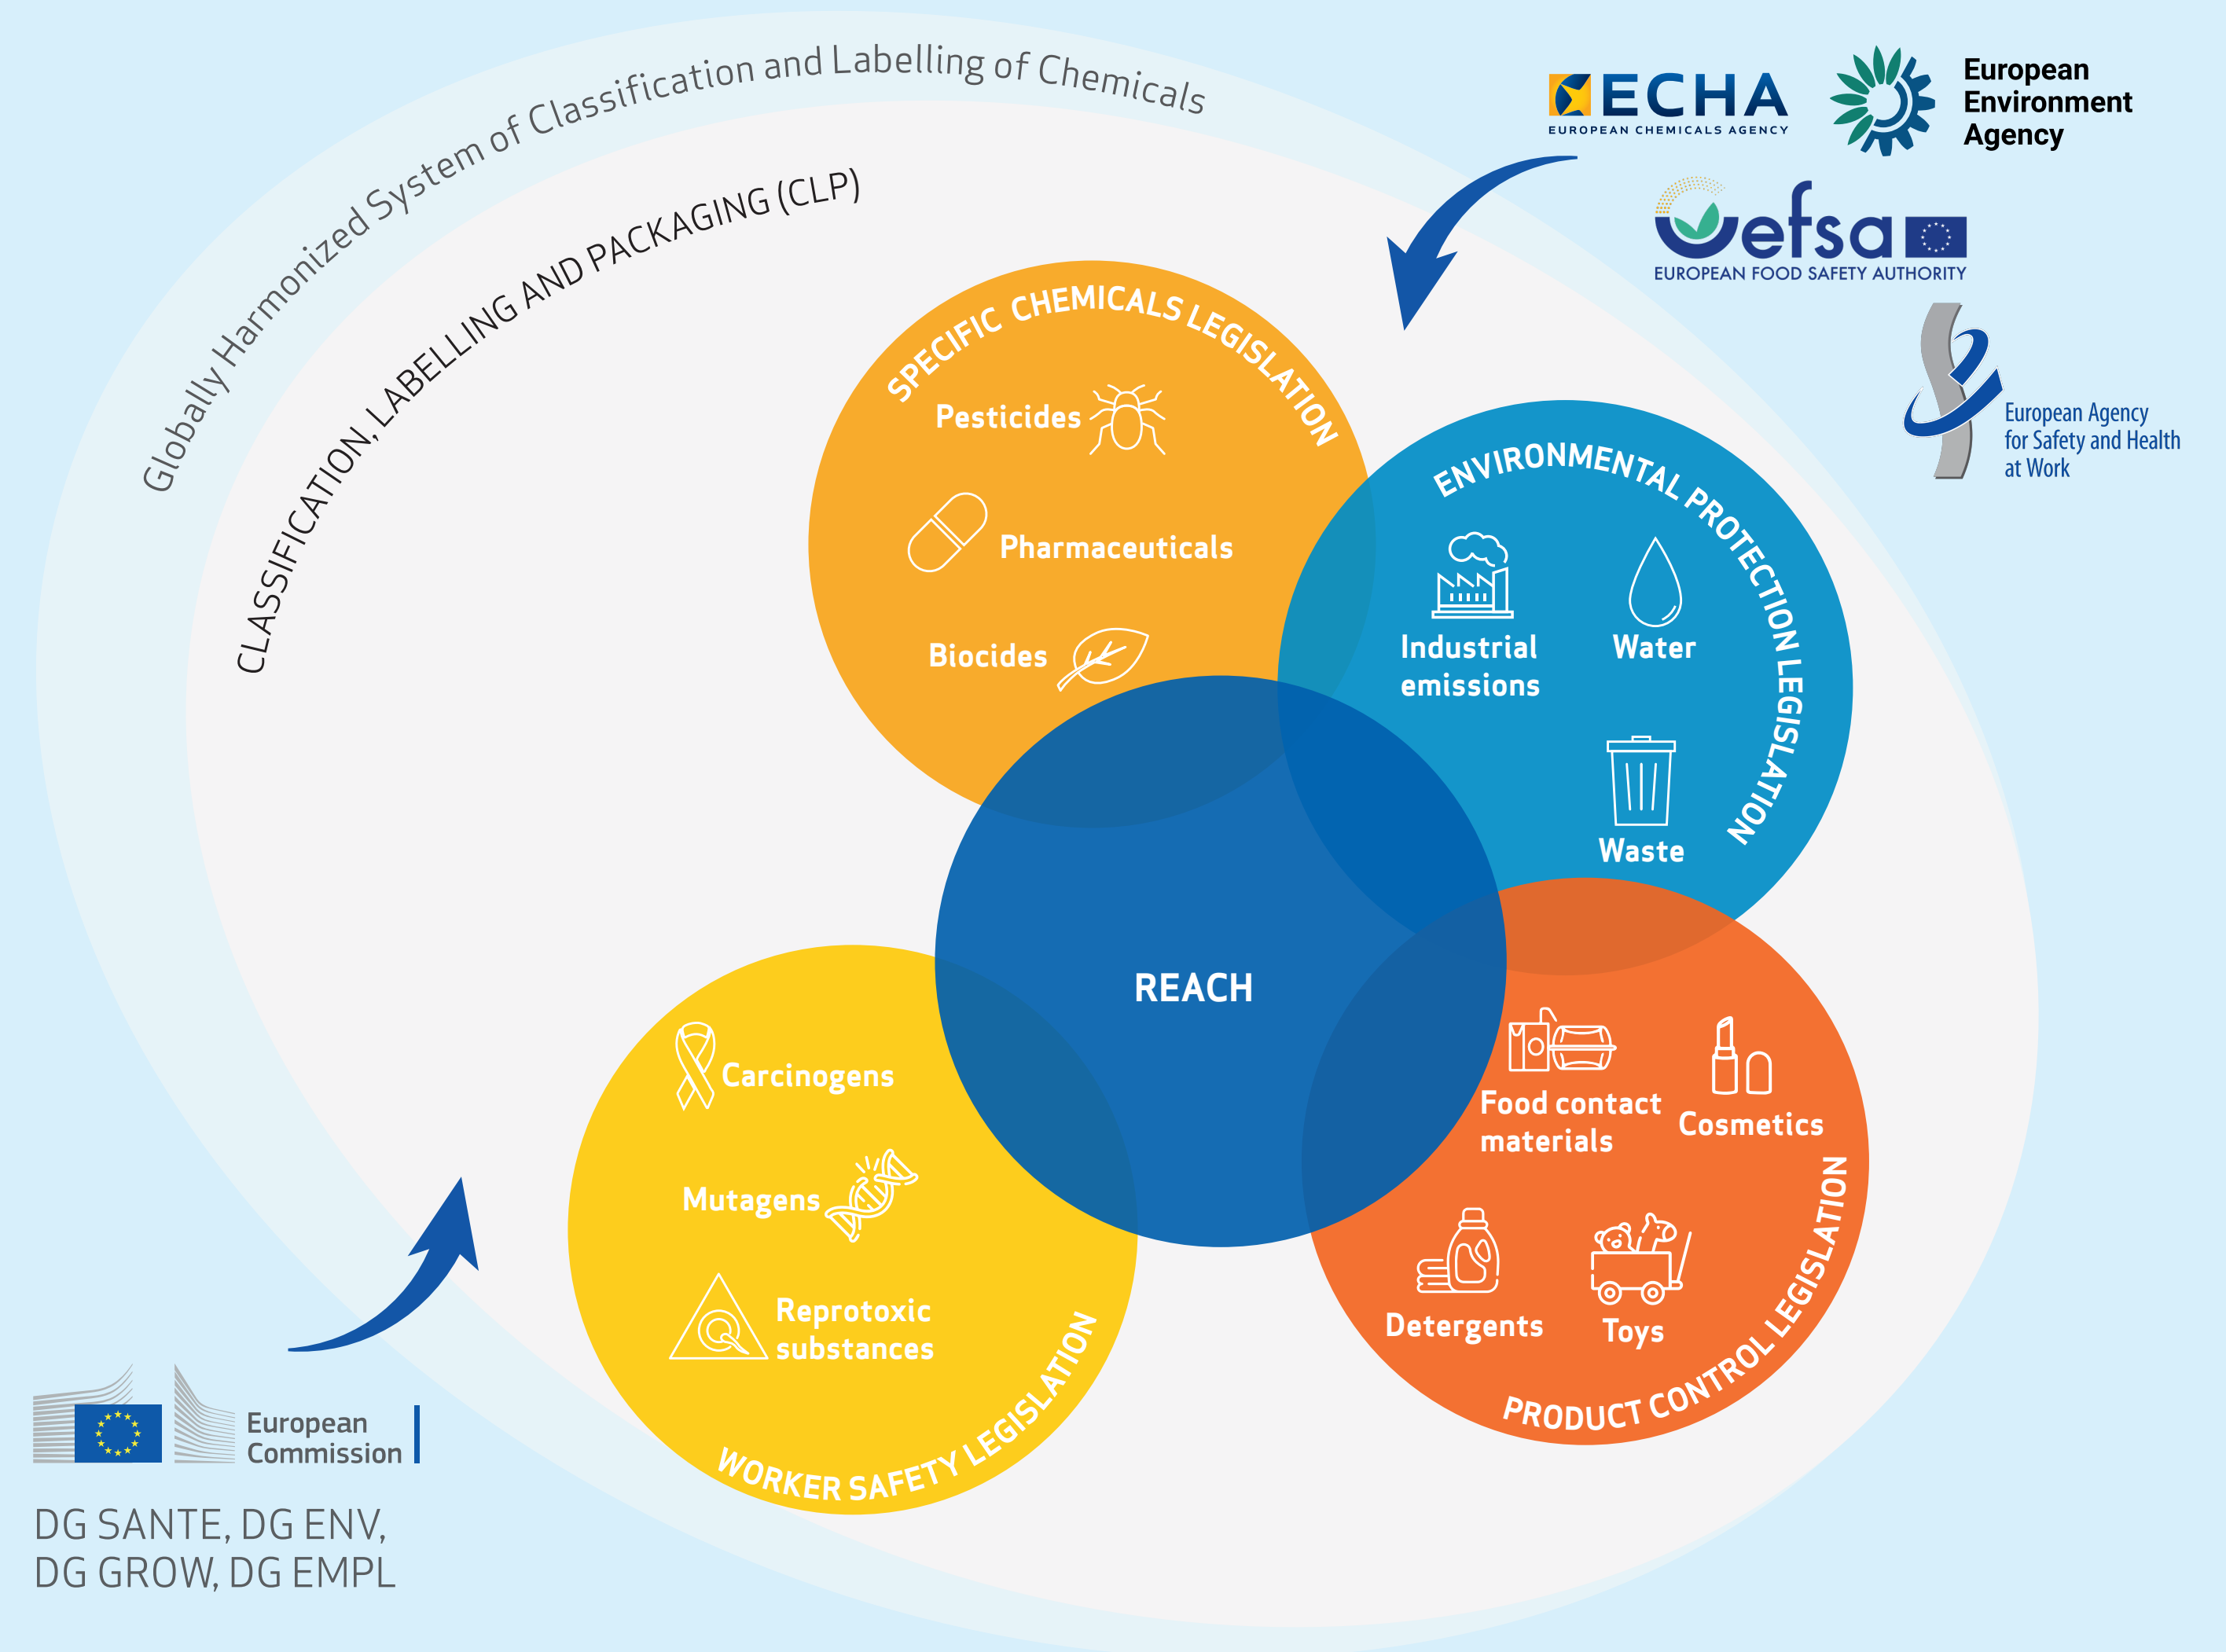 Globally Harmonized System of Classification and Labelling of Chemicals
CLASSIFICATION, LABELLING AND PACKAGING (CLP)
ECHA
EUROPEAN CHEMICALS AGENCY
European
Environment
Agency
efsa
EUROPEAN FOOD SAFETY AUTHORITY
European Agency
for Safety and Health
at Work
SPECIFIC CHEMICALS LEGISLATION
Pesticides
Pharmaceuticals
Biocides
ENVIRONMENTAL PROTECTION LEGISLATION
Industrial
emissions
Water
Waste
REACH
Carcinogens
Mutagens
Reprotoxic
substances
WORKER SAFETY LEGISLATION
Food contact
materials
Cosmetics
Detergents
Toys
PRODUCT CONTROL LEGISLATION
European
Commission
DG SANTE, DG ENV,
DG GROW, DG EMPL